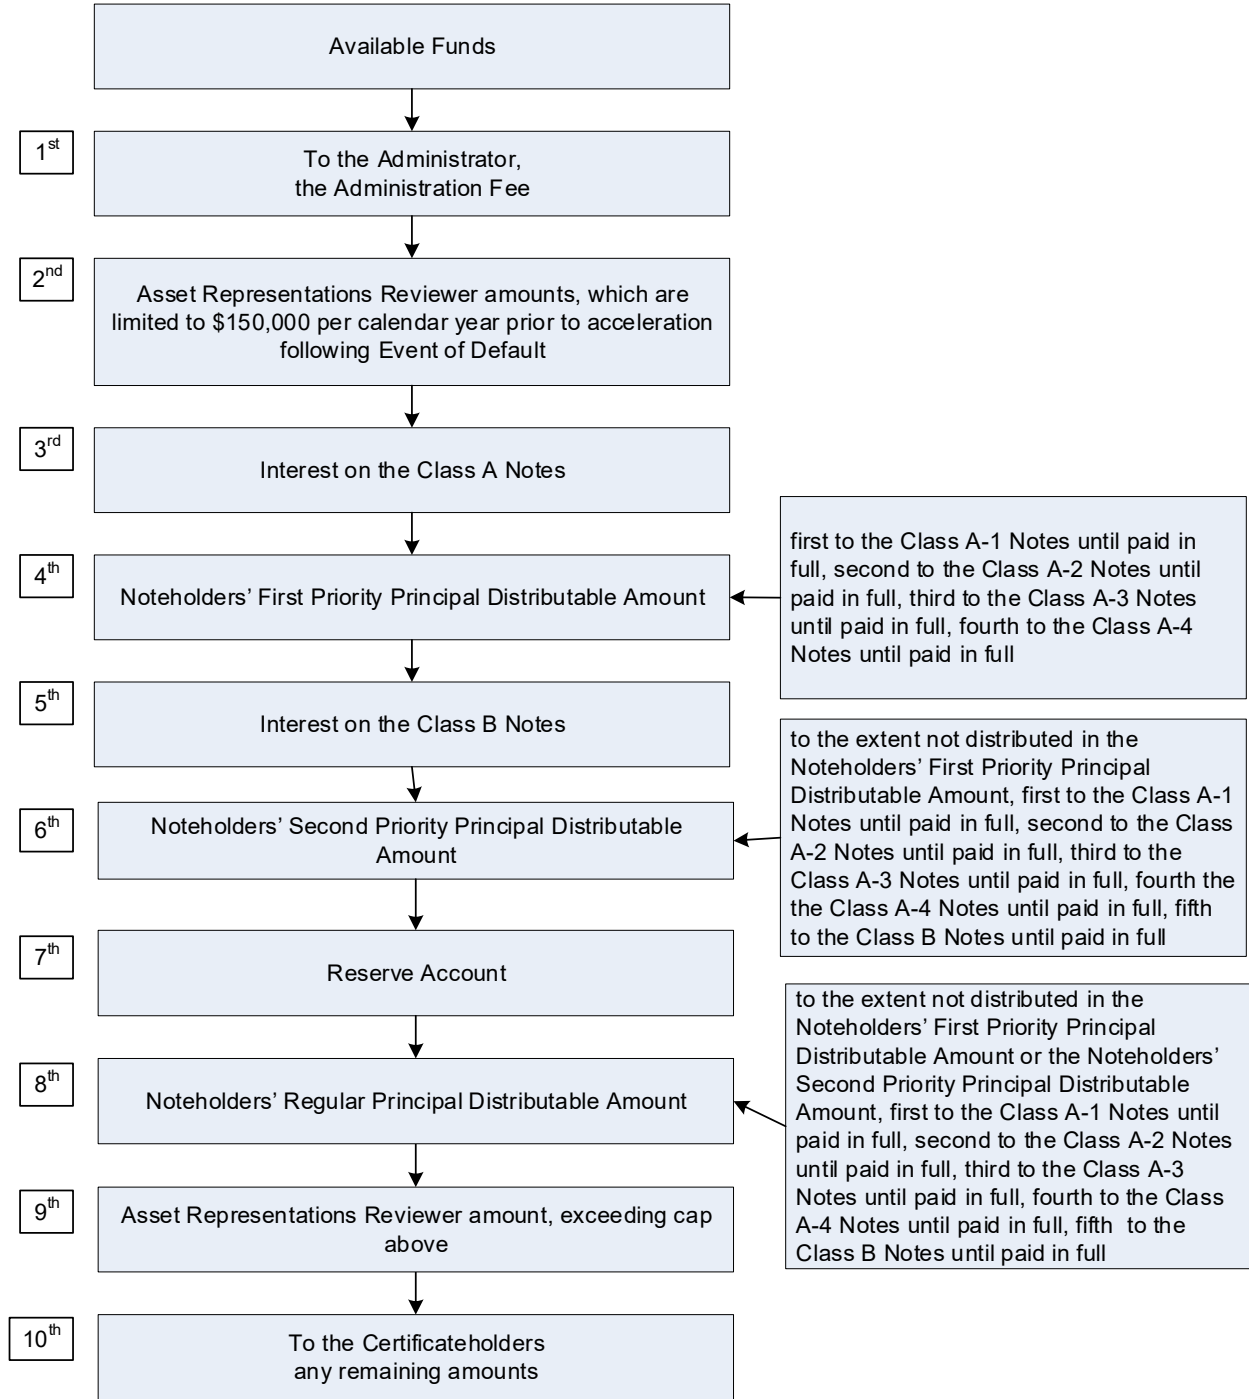 Available Funds
1st
To the Administrator,
the Administration Fee
2nd
Asset Representations Reviewer amounts, which are
limited to $150,000 per calendar year prior to acceleration
following Event of Default
3rd
Interest on the Class A Notes
4th
Noteholders’ First Priority Principal Distributable Amount
first to the Class A-1 Notes until paid in
full, second to the Class A-2 Notes until
paid in full, third to the Class A-3 Notes
until paid in full, fourth to the Class A-4
Notes until paid in full
5th
Interest on the Class B Notes
6th
Noteholders’ Second Priority Principal Distributable
Amount
to the extent not distributed in the
Noteholders’ First Priority Principal
Distributable Amount, first to the Class A-1
Notes until paid in full, second to the Class
A-2 Notes until paid in full, third to the
Class A-3 Notes until paid in full, fourth the
the Class A-4 Notes until paid in full, fifth
to the Class B Notes until paid in full
7th
Reserve Account
8th
Noteholders’ Regular Principal Distributable Amount
to the extent not distributed in the
Noteholders’ First Priority Principal
Distributable Amount or the Noteholders’
Second Priority Principal Distributable
Amount, first to the Class A-1 Notes until
paid in full, second to the Class A-2 Notes
until paid in full, third to the Class A-3
Notes until paid in full, fourth to the Class
A-4 Notes until paid in full, fifth  to the
Class B Notes until paid in full
9th
Asset Representations Reviewer amount, exceeding cap
above
10th
To the Certificateholders
any remaining amounts